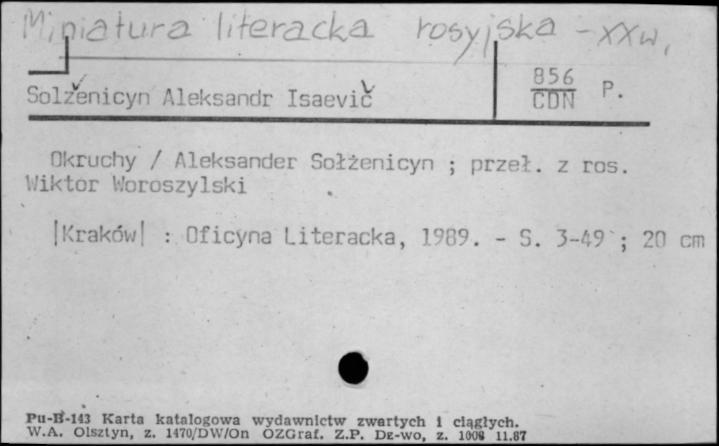 Miniatura literacka rosyjska - XX w.
856
CDN P.
Solženicyn Aleksandr Isaevič
Okruchy / Aleksander Sołżenicyn ; przeł. z ros.
Wiktor Woroszylski
|Kraków| : Oficyna Literacka, 1989. - S. 3-49 ; 20 cm
Pu-B-143 Karta katalogowa wydawnictw zwartych i ciągłych.
W.A. Olsztyn, z. 1470/DW/On OZGraf. Z.P. Dz-wo, z. 1008 11.87